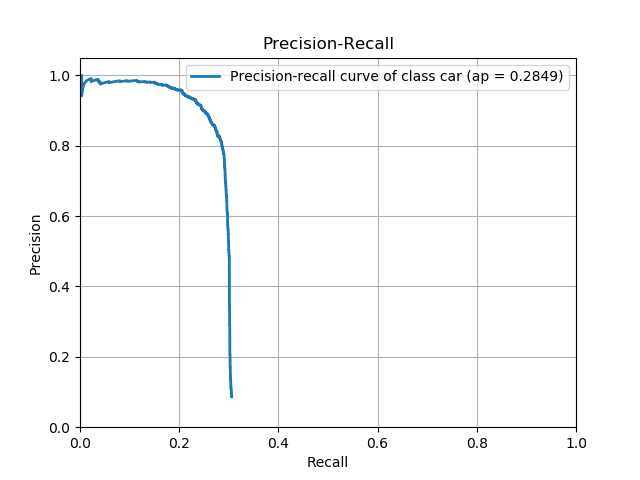 Precision-Recall
Precision-recall curve of class car (ap = 0.2849)
1.0
0.8
0.6
0.4
0.2
0.0
Precision
0.0 0.2 0.4 0.6 0.8 1.0
Recall